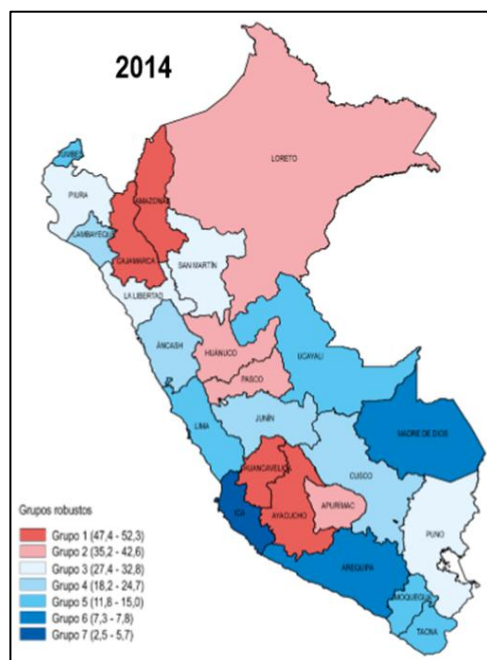 2014
TUMBES
LORETO
PIURA
AMAZONAS
LAMBAYEQUE
CAJAMARCA
SAN MARTÍN
LA LIBERTAD
ÁNCASH
HUÁNUCO
UCAYALI
PASCO
LIMA
JUNÍN
MADRE DE DIOS
HUANCAVELICA
CUSCO
ICA
AYACUCHO
APURÍMAC
PUNO
AREQUIPA
MOQUEGUA
TACNA
Grupos robustos
Grupo 1 (47,4 - 52,3)
Grupo 2 (35,2 - 42,6)
Grupo 3 (27,4 - 32,8)
Grupo 4 (18,2 - 24,7)
Grupo 5 (11,8 - 15,0)
Grupo 6 (7,3 - 7,8)
Grupo 7 (2,5 - 5,7)